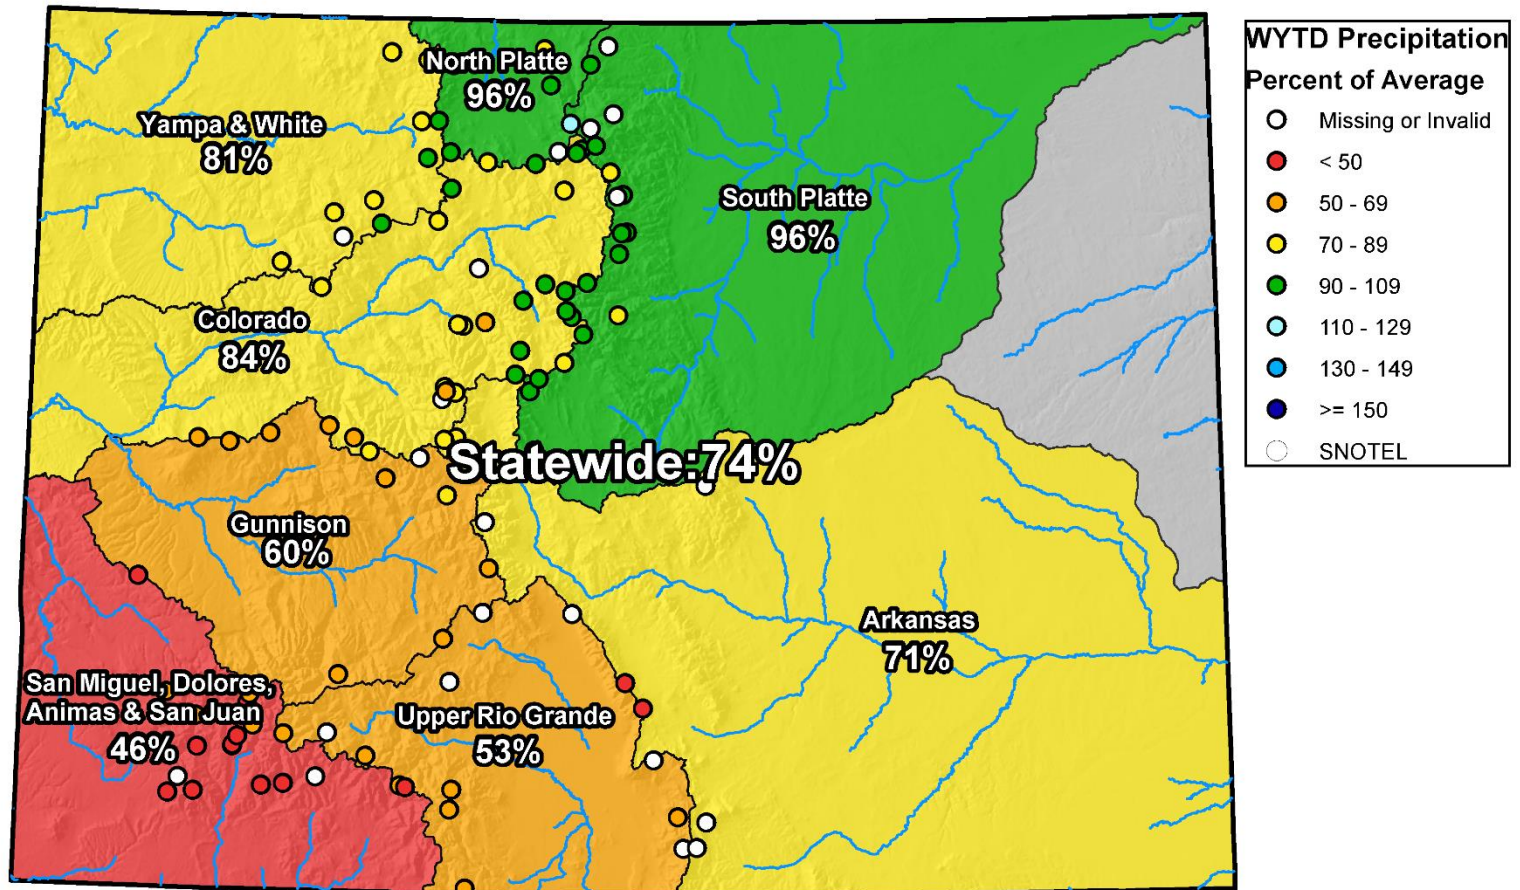 North Platte
96%
Yampa & White
81%
South Platte
96%
Colorado
84%
Statewide:74%
Gunnison
60%
Arkansas
71%
San Miguel, Dolores,
Animas & San Juan
46%
Upper Rio Grande
53%
WYTD Precipitation
Percent of Average
Missing or Invalid
< 50
50 - 69
70 - 89
90 - 109
110 - 129
130 - 149
>= 150
SNOTEL